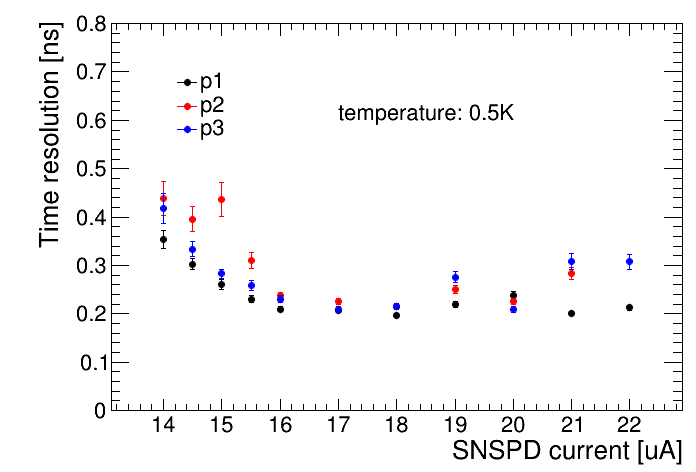 Time resolution [ns]
0.8
0.7
0.6
0.5
0.4
0.3
0.2
0.1
0
p1
p2
p3
temperature: 0.5K
14 15 16 17 18 19 20 21 22
SNSPD current [uA]